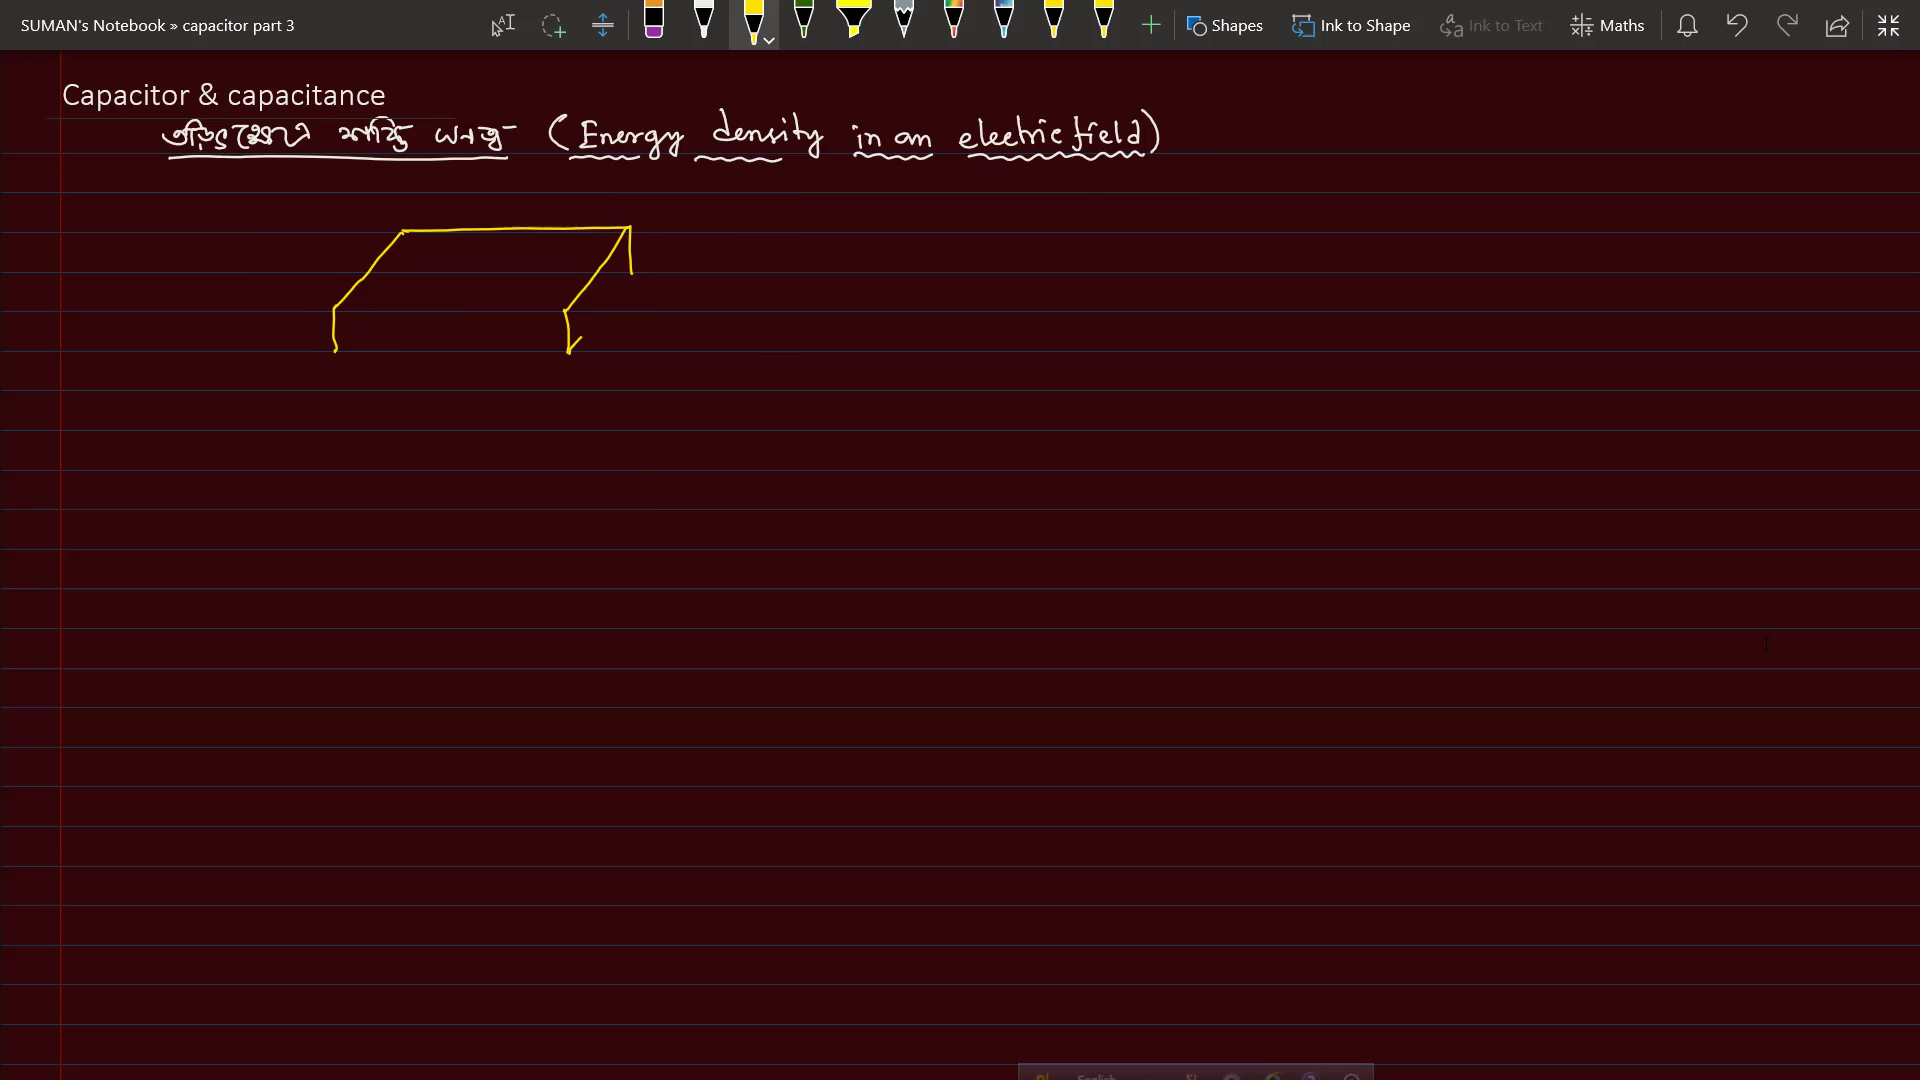 SUMAN's Notebook » capacitor part 3
Shapes
Ink to Shape
Ink to Text
Maths
Capacitor & capacitance
তড়িৎক্ষেত্রে শক্তি ঘনত্ব (Energy density in an electric field)
English